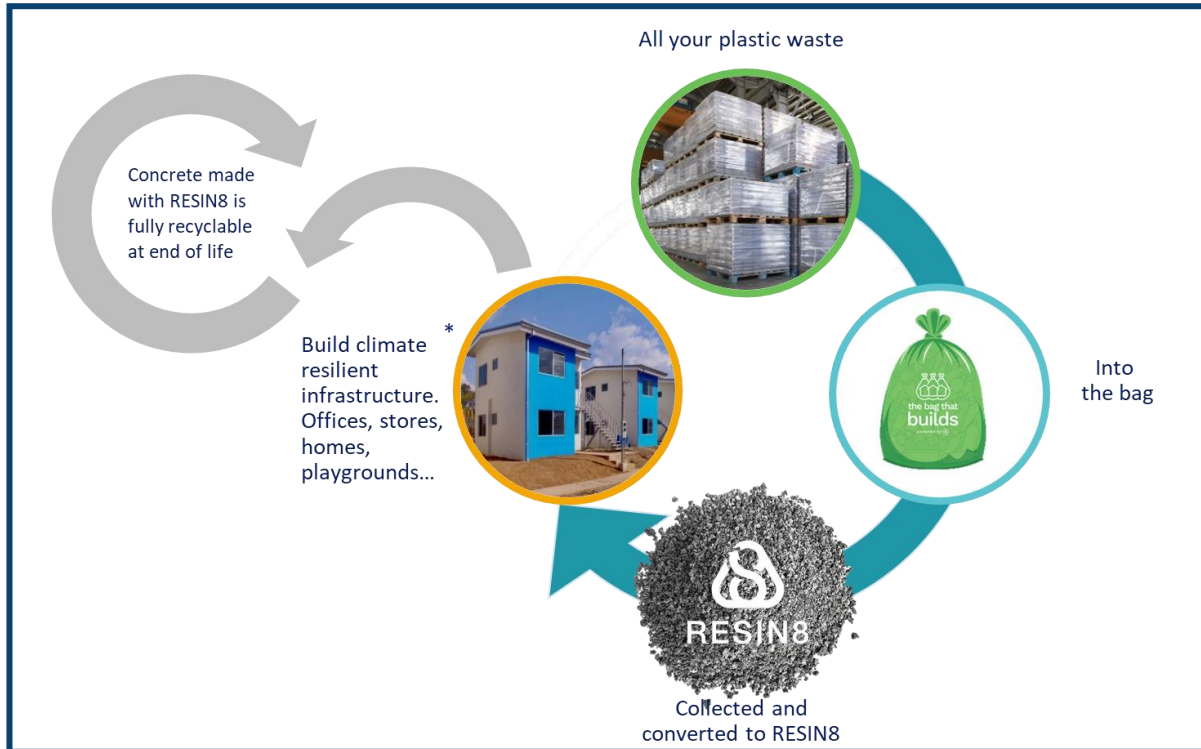 All your plastic waste
Concrete made
with RESIN8 is
fully recyclable
at end of life
*
Build climate
resilient
infrastructure.
Offices, stores,
homes,
playgrounds...
Into
the bag
the bag that
builds
RESIN8
Collected and
converted to RESIN8